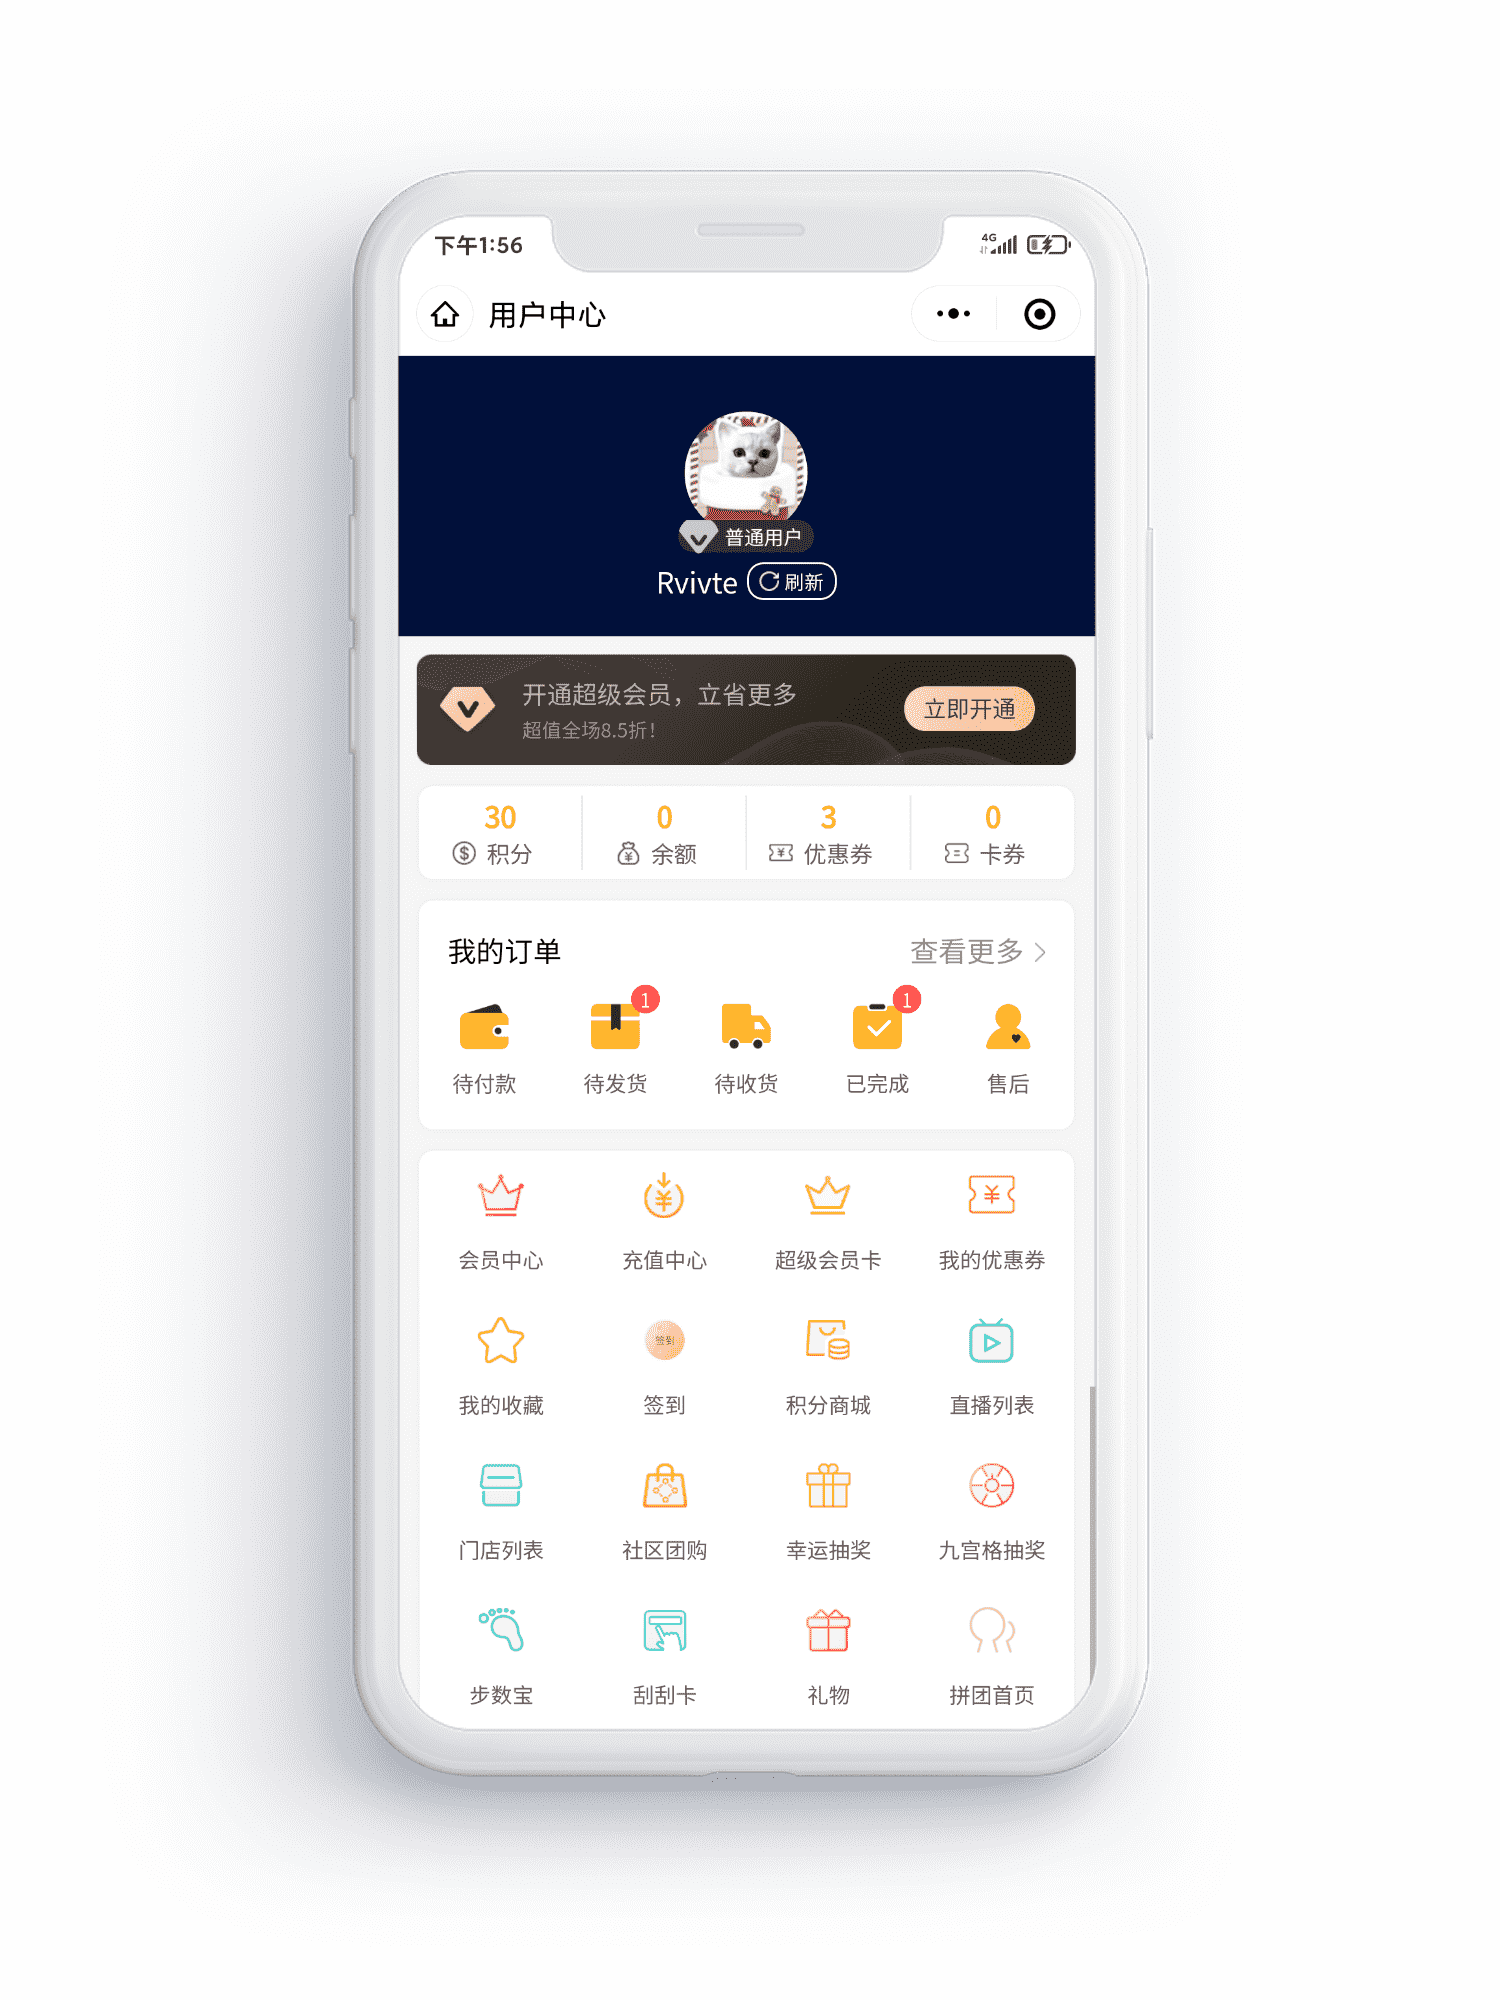 下午1:56
4G
用户中心
普通用户
Rvivte 刷新
开通超级会员，立省更多
立即开通
超值全场8.5折!
30 0 3 0
积分 余额 优惠券 卡券
我的订单 查看更多
1 1
待付款 待发货 待收货 已完成 售后
会员中心 充值中心 超级会员卡 我的优惠券
签到
我的收藏 签到 积分商城 直播列表
门店列表 社区团购 幸运抽奖 九宫格抽奖
步数宝 刮刮卡 礼物 拼团首页